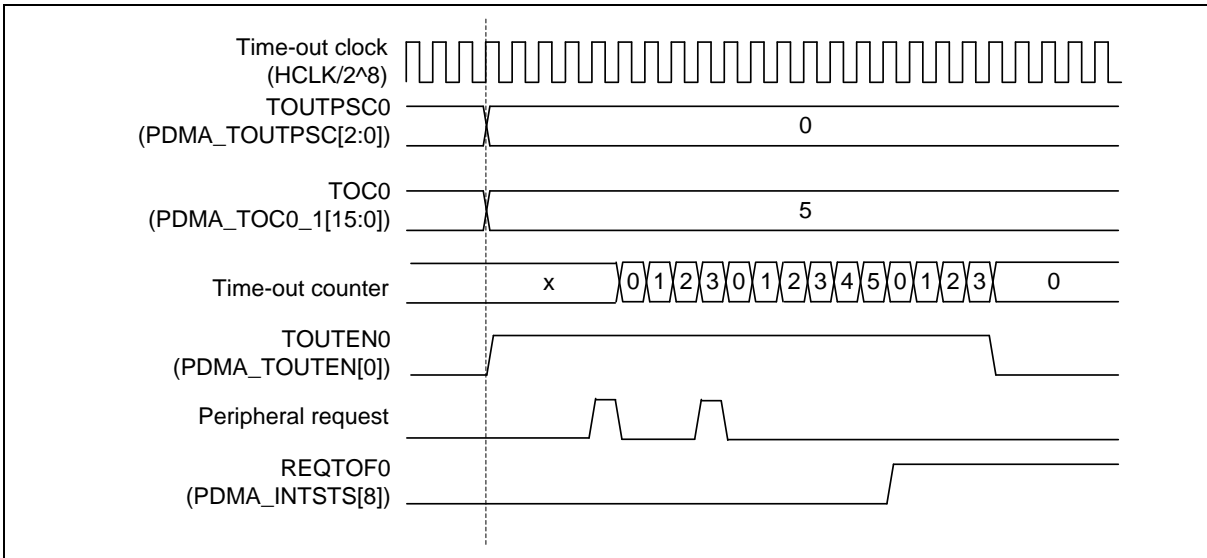 Time-out clock
(HCLK/2^8)
TOUTPSC0
(PDMA_TOUTPSC[2:0])
0
TOC0
(PDMA_TOC0_1[15:0])
5
Time-out counter
x 0 1 2 3 0 1 2 3 4 5 0 1 2 3 0
TOUTEN0
(PDMA_TOUTEN[0])
Peripheral request
REQTOF0
(PDMA_INTSTS[8])